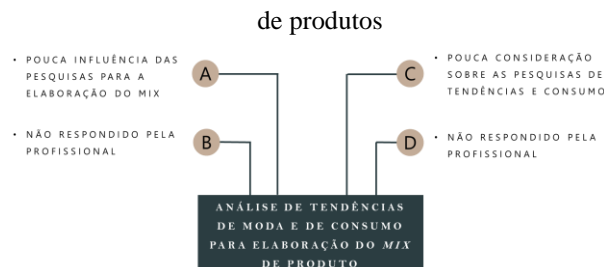 de produtos
• POUCA INFLUÊNCIA DAS
PESQUISAS PARA A
ELABORAÇÃO DO MIX
A
• NÃO RESPONDIDO PELA
PROFISSIONAL
B
C
• POUCA CONSIDERAÇÃO
SOBRE AS PESQUISAS DE
TENDÊNCIAS E CONSUMO
D
• NÃO RESPONDIDO PELA
PROFISSIONAL
ANÁLISE DE TENDÊNCIAS
DE MODA E DE CONSUMO
PARA ELABORAÇÃO DO MIX
DE PRODUTO